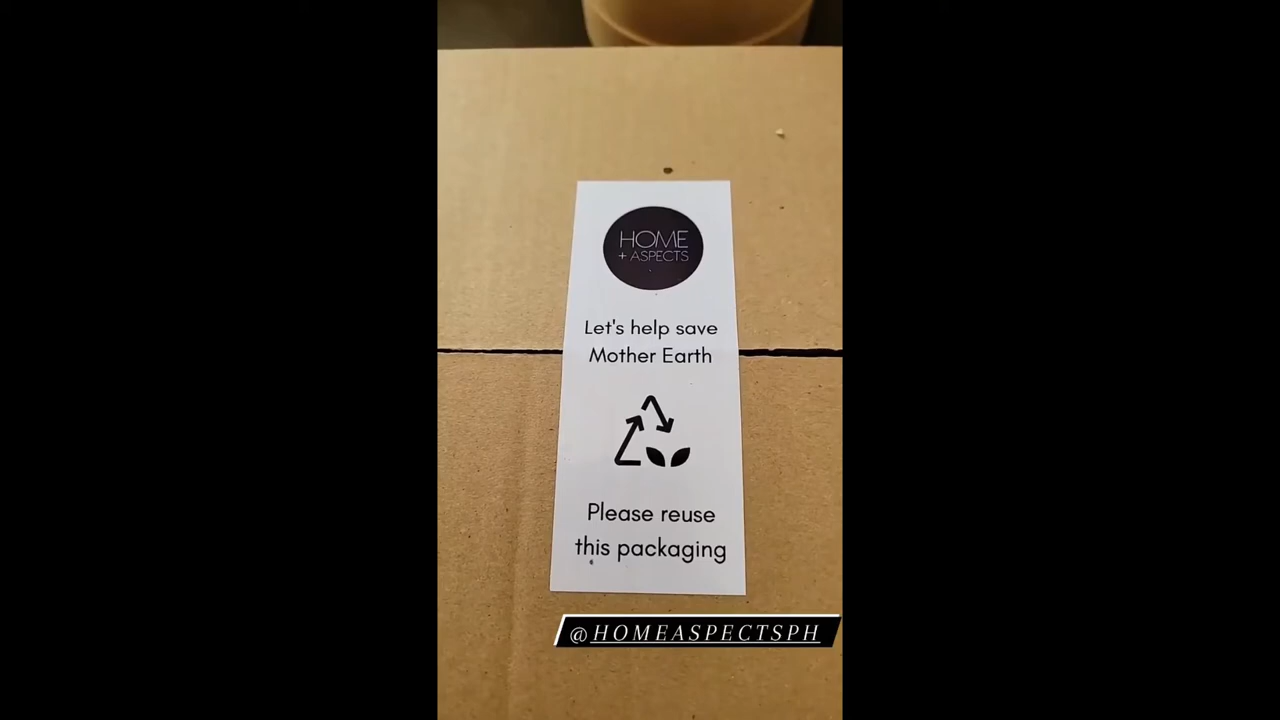 HOME
+ ASPECTS
Let's help save
Mother Earth
Please reuse
this packaging
@HOMEASPECTSPH